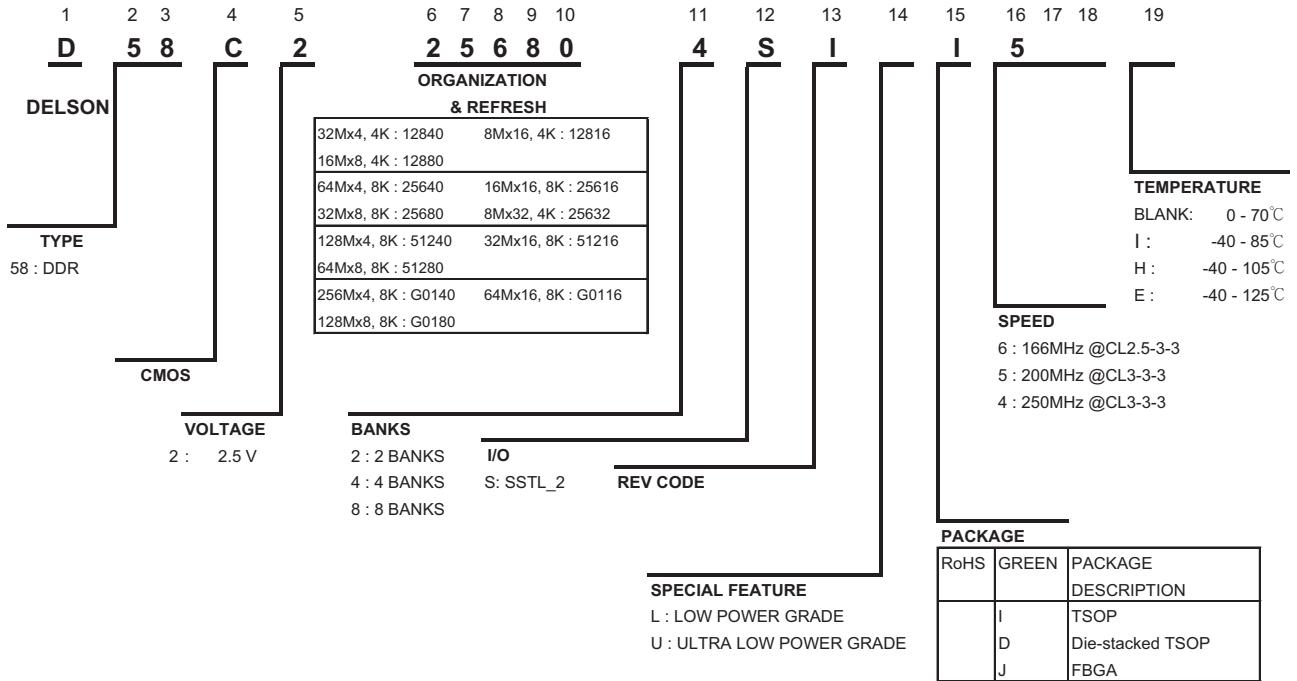 1 2 3 4 5 6 7 8 9 10 11 12 13 14 15 16 17 18 19
D 5 8 C 2 2 5 6 8 0 4 S I I 5
DELSON
ORGANIZATION
& REFRESH
32Mx4, 4K : 12840 8Mx16, 4K : 12816
16Mx8, 4K : 12880
64Mx4, 8K : 25640 16Mx16, 8K : 25616
32Mx8, 8K : 25680 8Mx32, 4K : 25632
128Mx4, 8K : 51240 32Mx16, 8K : 51216
64Mx8, 8K : 51280
256Mx4, 8K : G0140 64Mx16, 8K : G0116
128Mx8, 8K : G0180
TEMPERATURE
BLANK: 0 - 70℃
I : -40 - 85℃
H : -40 - 105℃
E : -40 - 125℃
TYPE
58 : DDR
SPEED
6 : 166MHz @CL2.5-3-3
5 : 200MHz @CL3-3-3
4 : 250MHz @CL3-3-3
CMOS
VOLTAGE
2 : 2.5 V
BANKS
2 : 2 BANKS
4 : 4 BANKS
8 : 8 BANKS
I/O
S: SSTL_2
REV CODE
SPECIAL FEATURE
L : LOW POWER GRADE
U : ULTRA LOW POWER GRADE
PACKAGE
RoHS GREEN PACKAGE
DESCRIPTION
I TSOP
D Die-stacked TSOP
J FBGA